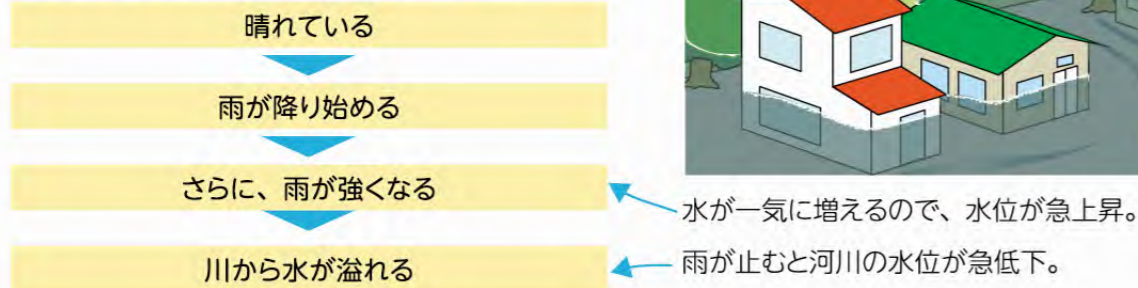 晴れている
雨が降り始める
さらに、雨が強くなる
水が一気に増えるので、水位が急上昇。
川から水が溢れる
雨が止むと河川の水位が急低下。